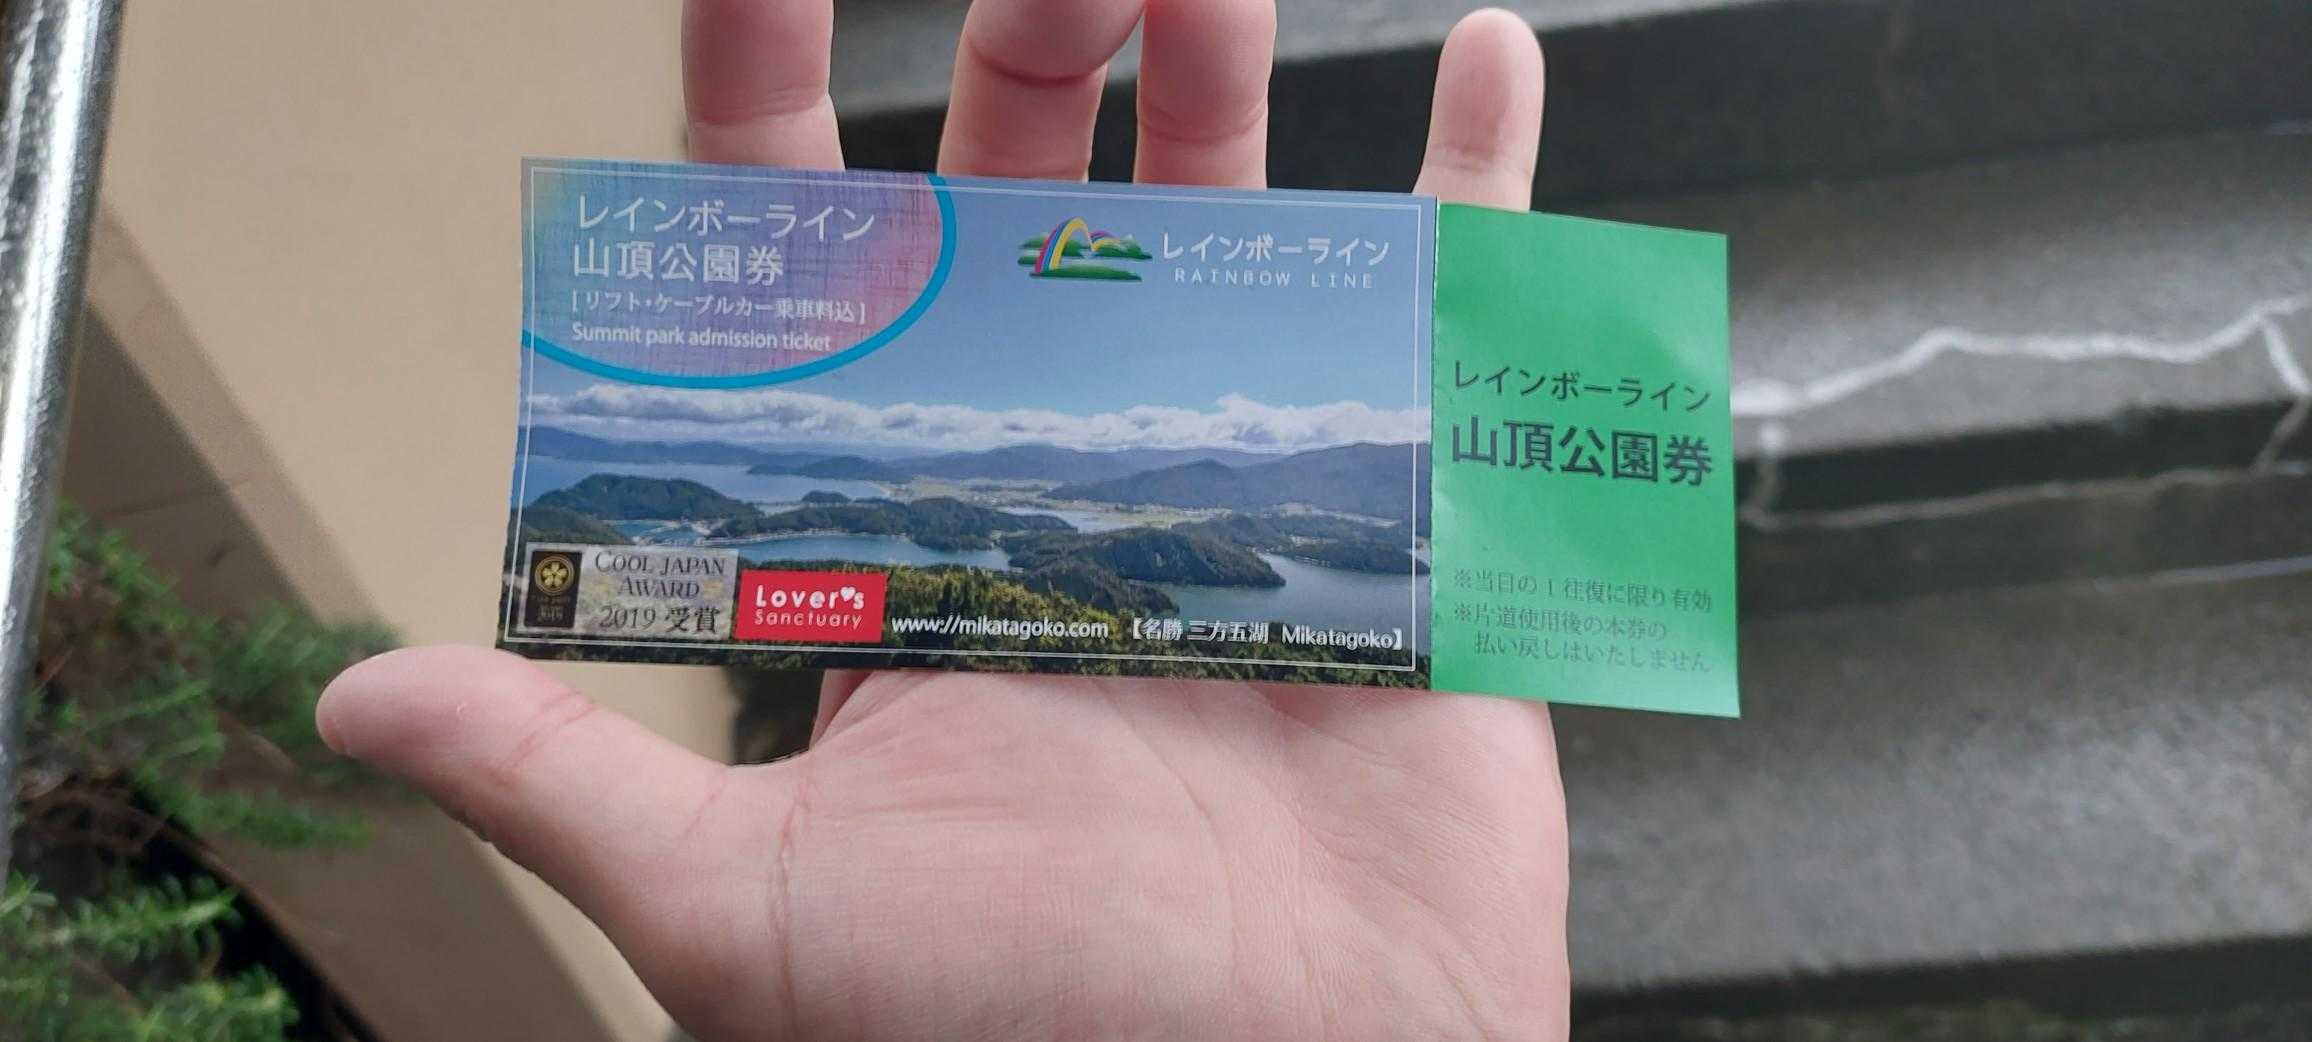 レインボーライン
山頂公園券
[リフト・ケーブルカー乗車料込]
Summit park admission ticket
レインボーライン
RAINBOW LINE
COOL JAPAN
AWARD
2019 受賞
Lover♥s
Sanctuary
www://mikatagoko.com 【名勝 三方五湖 Mikatagoko】
レインボーライン
山頂公園券
※当日の1往復に限り有効
※片道使用後の本券の
払い戻しはいたしません